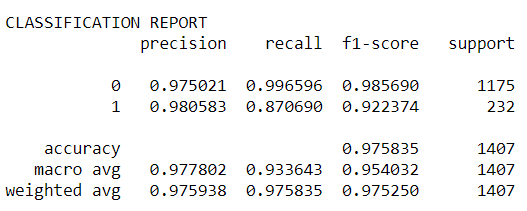 CLASSIFICATION REPORT
precision recall f1-score support
0 0.975021 0.996596 0.985690 1175
1 0.980583 0.870690 0.922374 232
accuracy 0.975835 1407
macro avg 0.977802 0.933643 0.954032 1407
weighted avg 0.975938 0.975835 0.975250 1407